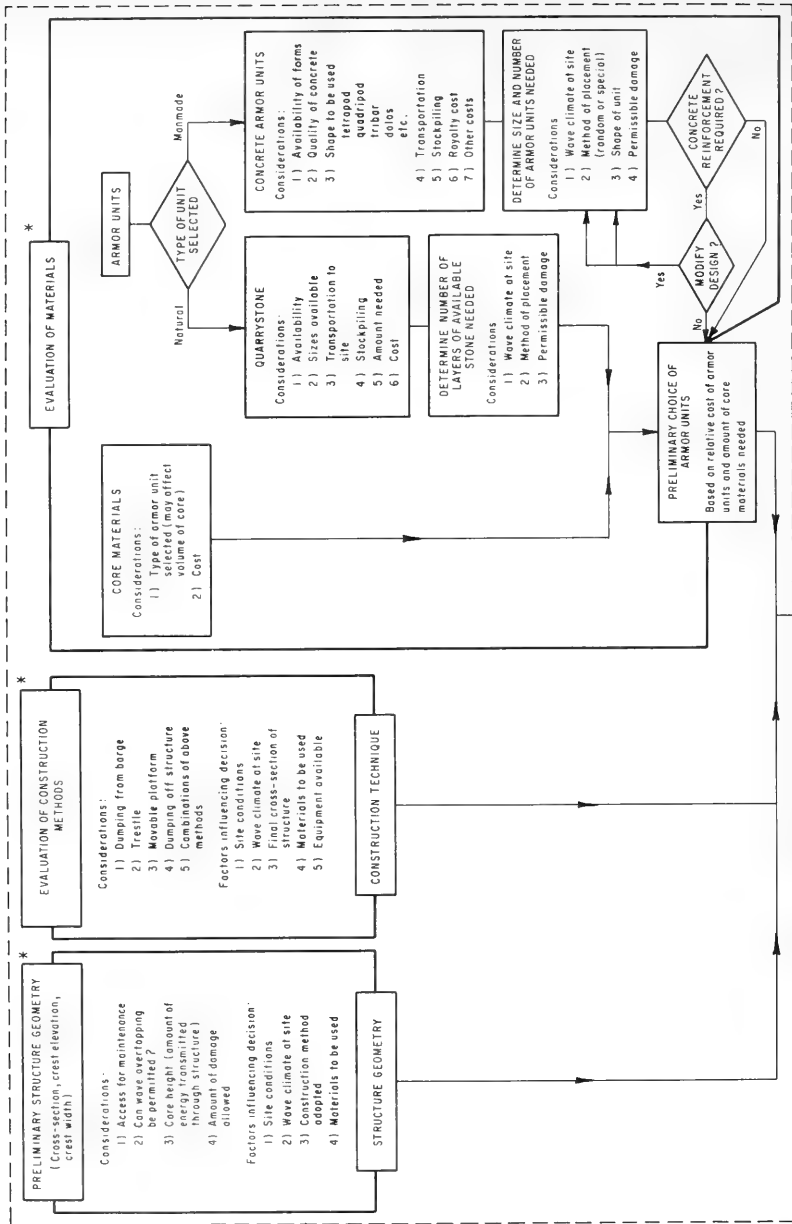 *
PRELIMINARY STRUCTURE GEOMETRY
(Cross-section, crest elevation,
crest width)
Considerations:
1) Access for maintenance
2) Can wave overtopping
be permitted?
3) Core height (amount of
energy transmitted
through structure)
4) Amount of damage
allowed
Factors influencing decision:
1) Site conditions
2) Wave climate at site
3) Construction method
adopted
4) Materials to be used
STRUCTURE GEOMETRY
*
EVALUATION OF CONSTRUCTION
METHODS
Considerations:
1) Dumping from barge
2) Trestle
3) Movable platform
4) Dumping off structure
5) Combinations of above
methods
Factors influencing decision:
1) Site conditions
2) Wave climate at site
3) Final cross-section of
structure
4) Materials to be used
5) Equipment available
CONSTRUCTION TECHNIQUE
*
EVALUATION OF MATERIALS
CORE MATERIALS
Considerations:
1) Type of armor unit
selected (may affect
volume of core)
2) Cost
ARMOR UNITS
TYPE OF UNIT
SELECTED
Natural
Manmade
QUARRYSTONE
Considerations:
1) Availability
2) Sizes available
3) Transportation to
site
4) Stockpiling
5) Amount needed
6) Cost
DETERMINE NUMBER OF
LAYERS OF AVAILABLE
STONE NEEDED
Considerations
1) Wave climate at site
2) Method of placement
3) Permissible damage
CONCRETE ARMOR UNITS
Considerations:
1) Availability of forms
2) Quality of concrete
3) Shape to be used
tetrapod
quadripod
tribar
dolos
etc.
4) Transportation
5) Stockpiling
6) Royalty cost
7) Other costs
DETERMINE SIZE AND NUMBER
OF ARMOR UNITS NEEDED
Considerations
1) Wave climate at site
2) Method of placement
(random or special)
3) Shape of unit
4) Permissible damage
CONCRETE
REINFORCEMENT
REQUIRED?
Yes
No
MODIFY
DESIGN?
Yes
No
PRELIMINARY CHOICE OF
ARMOR UNITS
Based on relative cost of armor
units and amount of core
materials needed